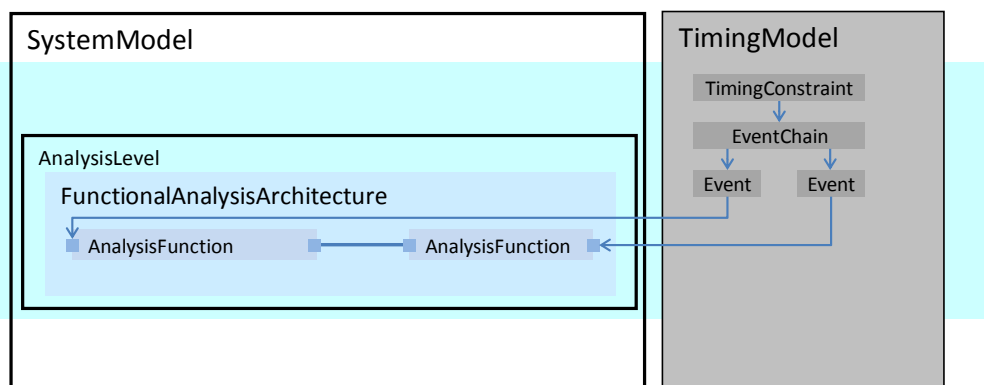 SystemModel
TimingModel
TimingConstraint
EventChain
Event
Event
AnalysisLevel
FunctionalAnalysisArchitecture
AnalysisFunction
AnalysisFunction